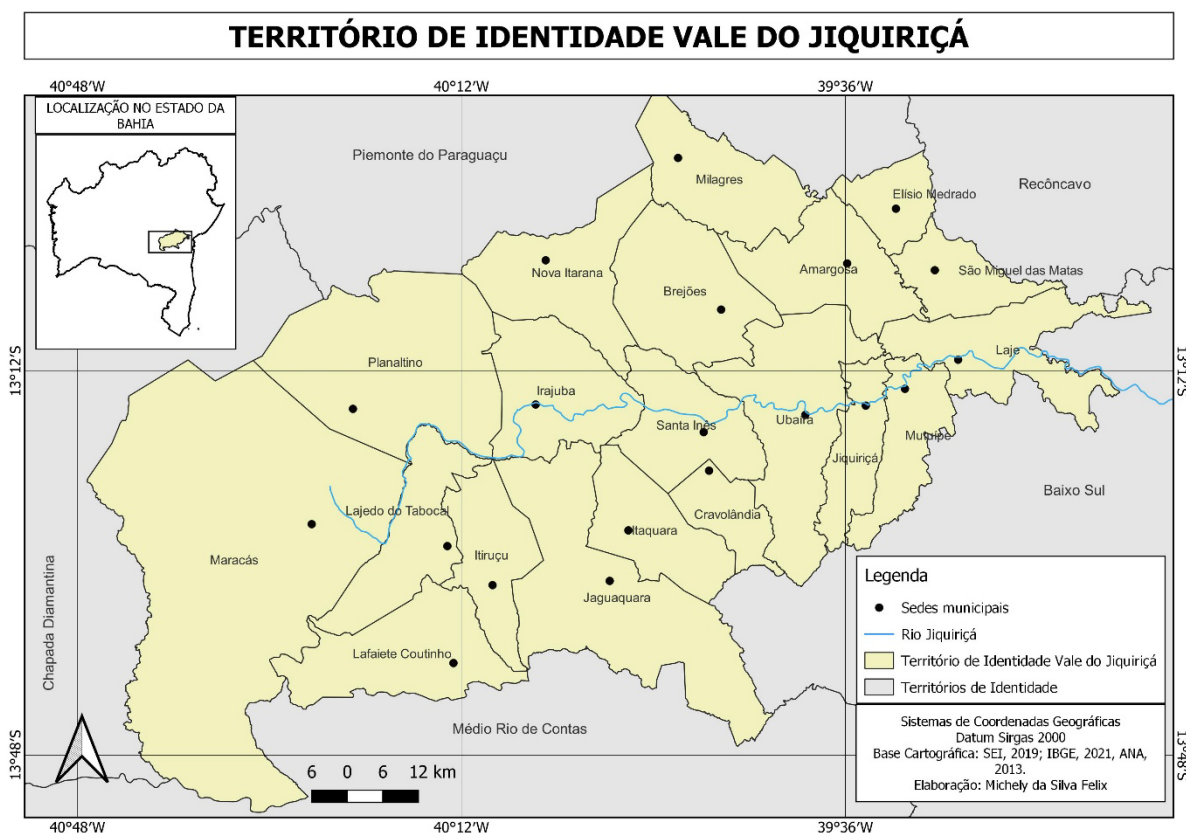 TERRITÓRIO DE IDENTIDADE VALE DO JIQUIRIÇÁ
40°48'W
40°12'W
39°36'W
LOCALIZAÇÃO NO ESTADO DA
BAHIA
Piemonte do Paraguaçu
Recôncavo
Milagres
Elísio Medrado
Nova Itarana
Amargosa
São Miguel das Matas
Brejões
Laje
Planaltino
13°12'S
13°12'S
Irajuba
Santa Inês
Ubaíra
Mutuípe
Jiquiriçá
Baixo Sul
Lajedo do Tabocal
Cravolândia
Itaquara
Maracás
Itiruçu
Jaguaquara
Chapada Diamantina
Lafaiete Coutinho
Médio Rio de Contas
Legenda
Sedes municipais
Rio Jiquiriçá
Território de Identidade Vale do Jiquiriçá
Territórios de Identidade
Sistemas de Coordenadas Geográficas
Datum Sirgas 2000
Base Cartográfica: SEI, 2019; IBGE, 2021, ANA,
2013.
Elaboração: Michely da Silva Felix
13°48'S
13°48'S
6 0 6 12 km
40°48'W
40°12'W
39°36'W